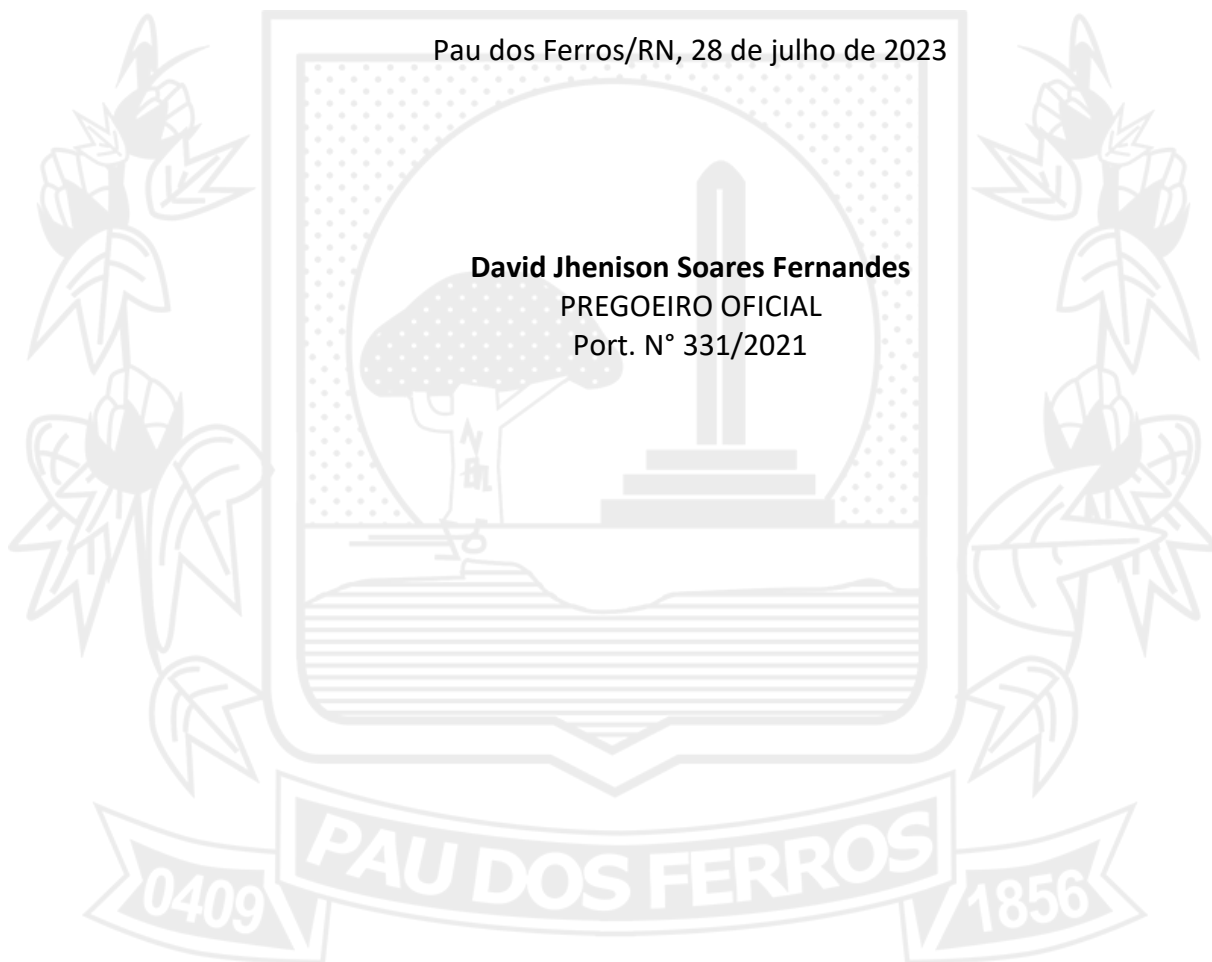 Pau dos Ferros/RN, 28 de julho de 2023
David Jhenison Soares Fernandes
PREGOEIRO OFICIAL
Port. N° 331/2021
PAU DOS FERROS
0409
1856